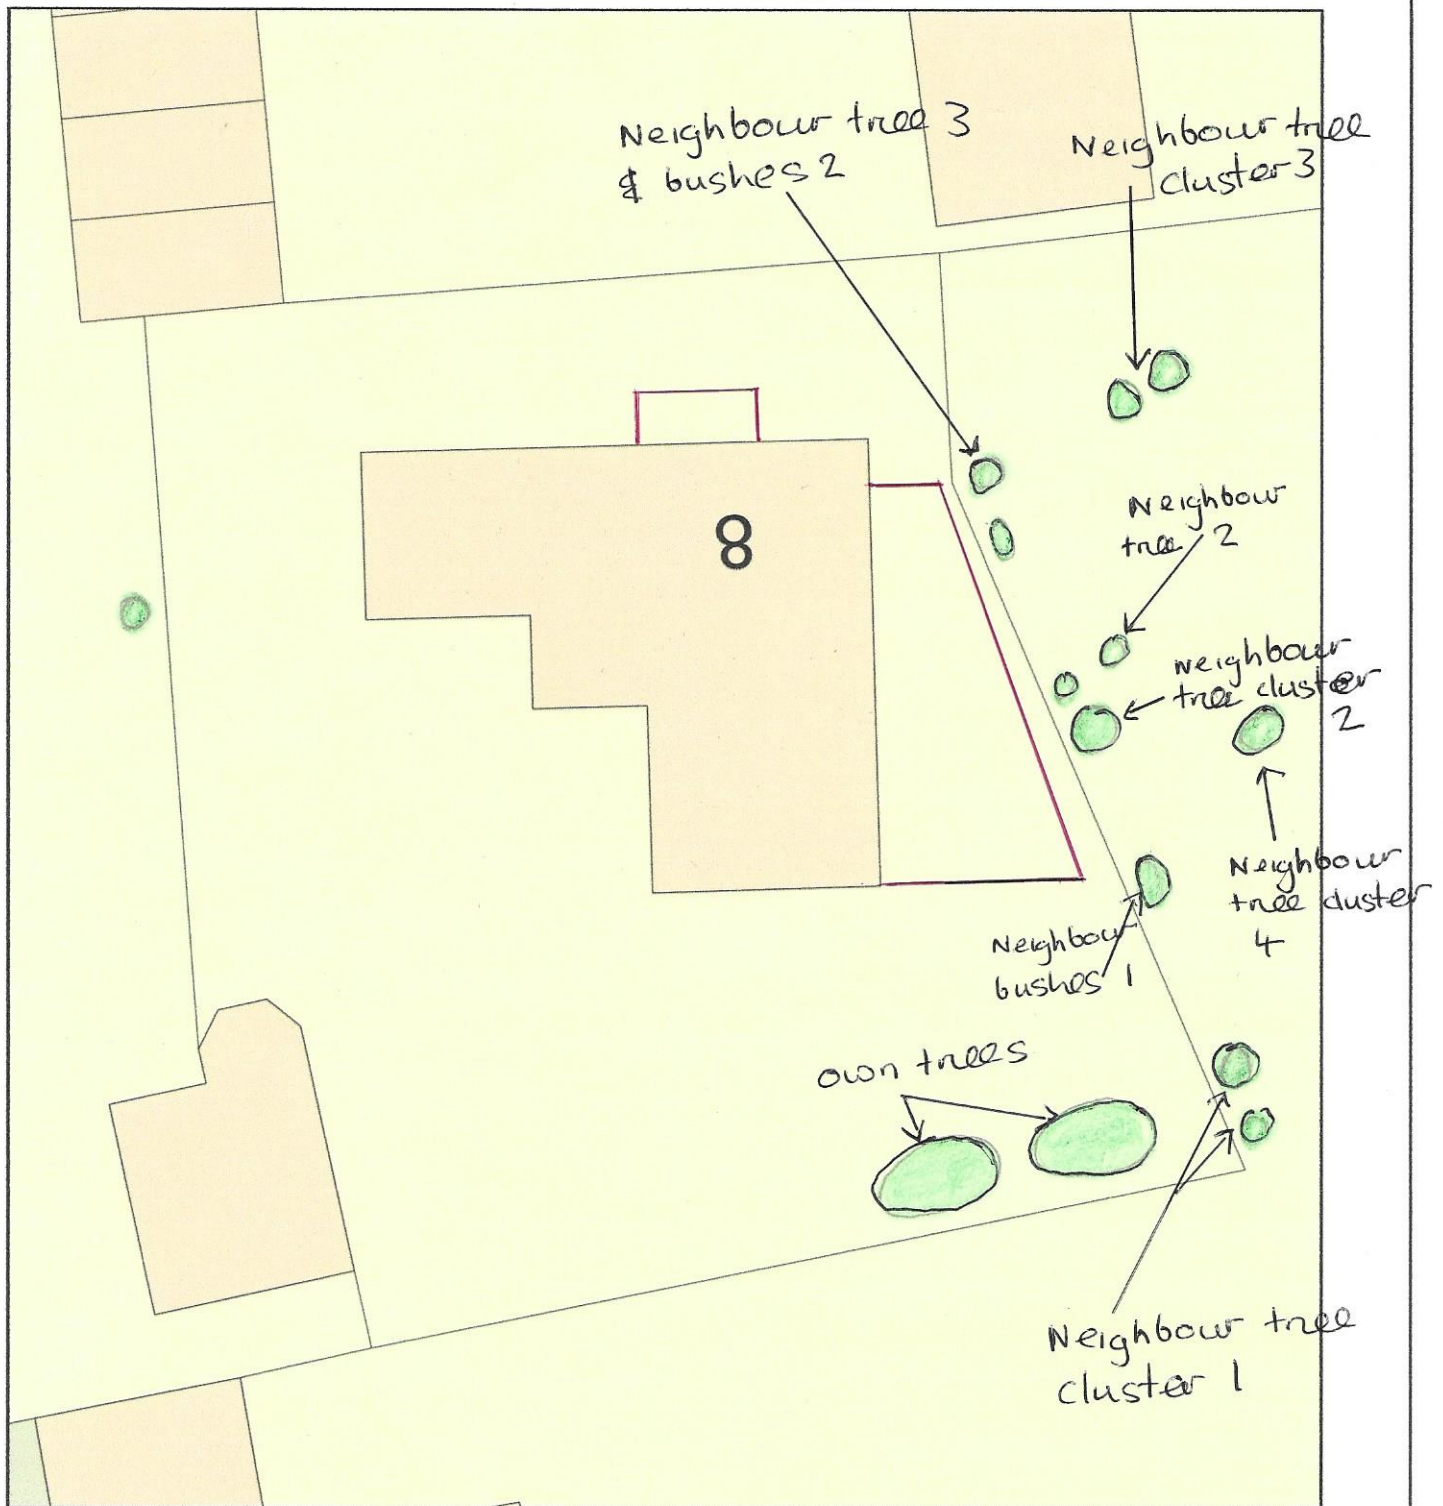 Neighbour tree 3
& bushes 2
Neighbour tree
cluster 3
8
Neighbour
tree 2
Neighbour
tree cluster
2
Neighbour
tree cluster
4
Neighbour
bushes 1
own trees
Neighbour tree
cluster 1